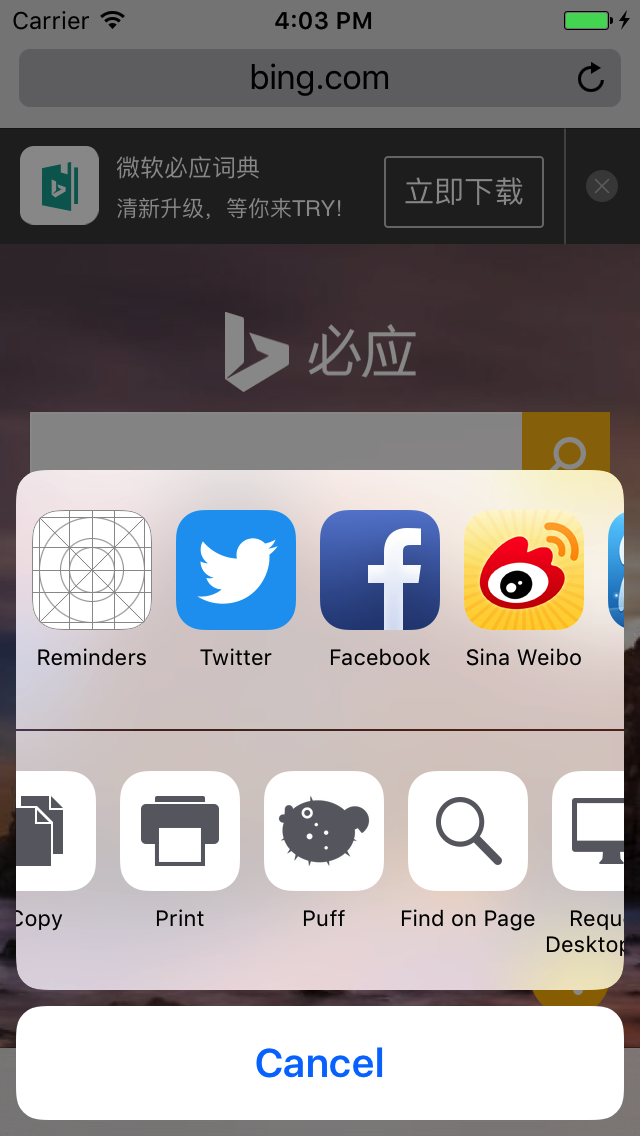 Carrier 4:03 PM
bing.com
微软必应词典
清新升级，等你来TRY!
立即下载
必应
Reminders Twitter Facebook Sina Weibo
Copy Print Puff Find on Page Requ
Desktop
Cancel